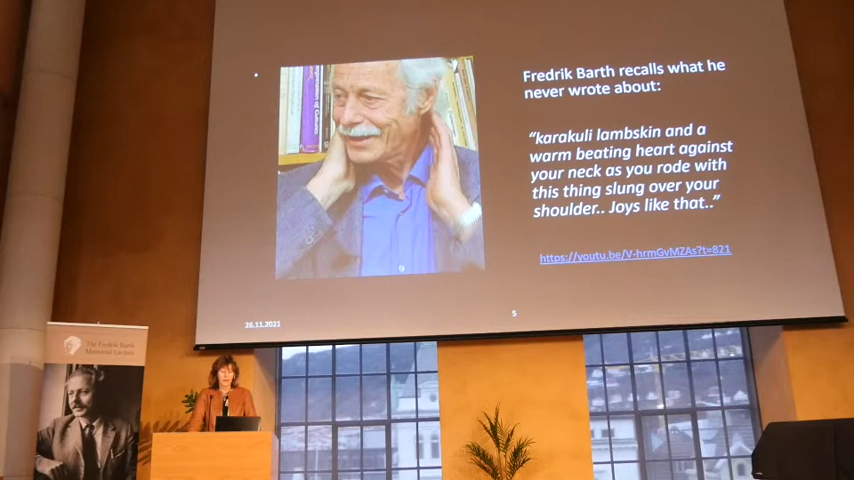 Fredrik Barth recalls what he
never wrote about:
"karakuli lambskin and a
warm beating heart against
your neck as you rode with
this thing slung over your
shoulder.. Joys like that.."
https://youtu.be/V-hrmGvMZAs?t=821
26.11.2021
5
The Fredrik Barth
Memorial Lecture